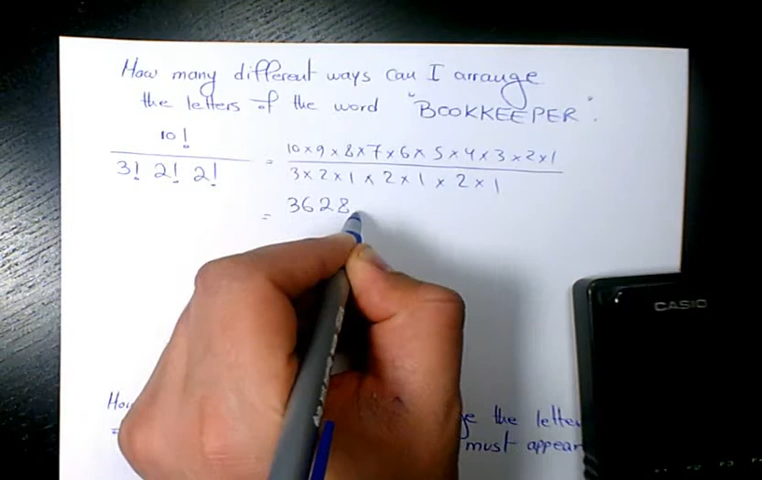 How many different ways can I arrange
the letters of the word "BOOKKEEPER".
10!
3! 2! 2!
= 10×9×8×7×6×5×4×3×2×1
3×2×1×2×1×2×1
= 3628
CASIO
the
must appear